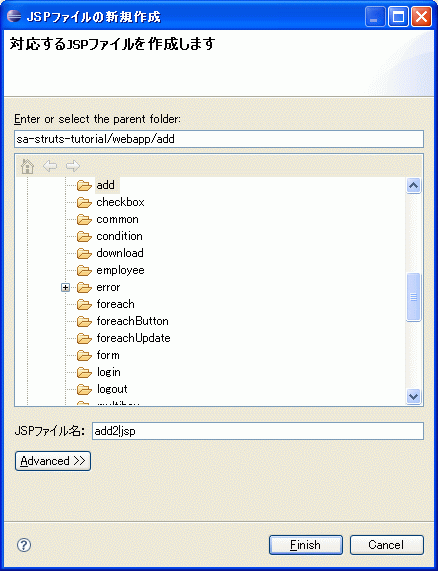 JSPファイルの新規作成
対応するJSPファイルを作成します
Enter or select the parent folder:
sa-struts-tutorial/webapp/add
add
checkbox
common
condition
download
employee
error
foreach
foreachButton
foreachUpdate
form
login
logout
JSPファイル名: add2.jsp
Advanced >>
Finish Cancel